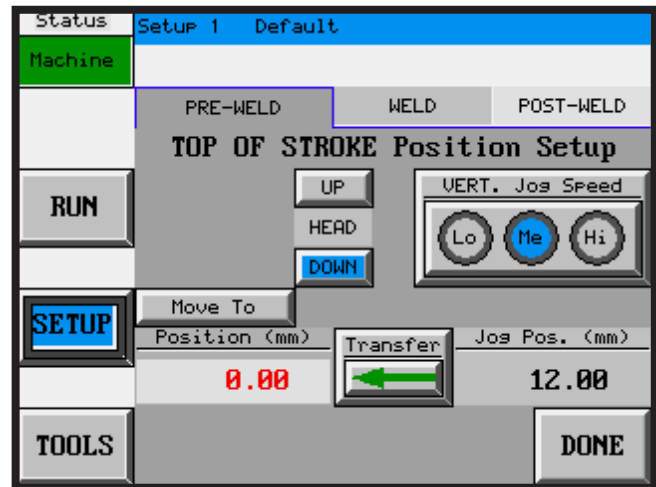 Status
Setup 1 Default
Machine
PRE-WELD WELD POST-WELD
TOP OF STROKE Position Setup
UP
VERT. Jog Speed
RUN
HEAD
Lo Me Hi
DOWN
Move To
SETUP
Position (mm) Transfer Jog Pos. (mm)
0.00 12.00
TOOLS DONE